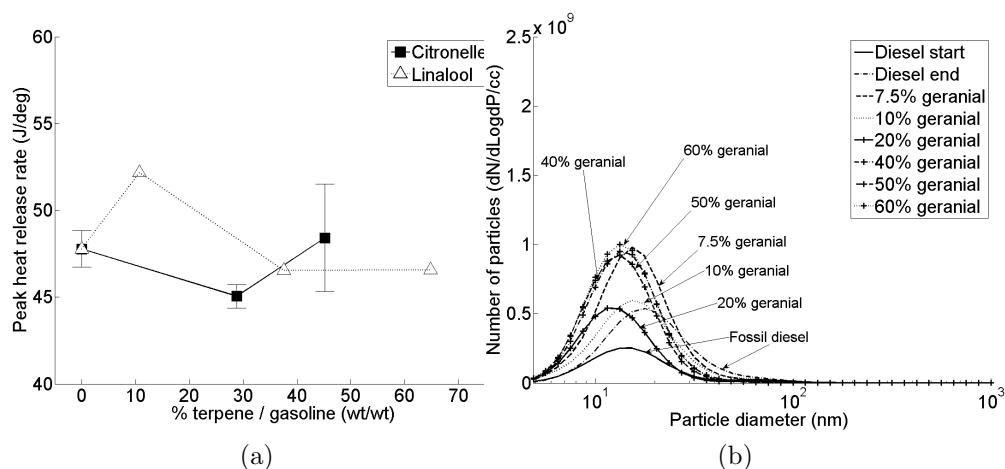 60
55
50
45
40
0
10
20
30
40
50
60
70
Peak heat release rate (J/deg)
% terpene / gasoline (wt/wt)
Citronelle
Linalool
(a)
x 10^9
2.5
2
1.5
1
0.5
0
Number of particles (dN/dLogdP/cc)
10^1
10^2
10^3
Particle diameter (nm)
Diesel start
Diesel end
7.5% geranial
10% geranial
20% geranial
40% geranial
50% geranial
60% geranial
40% geranial
60% geranial
50% geranial
7.5% geranial
10% geranial
20% geranial
Fossil diesel
(b)